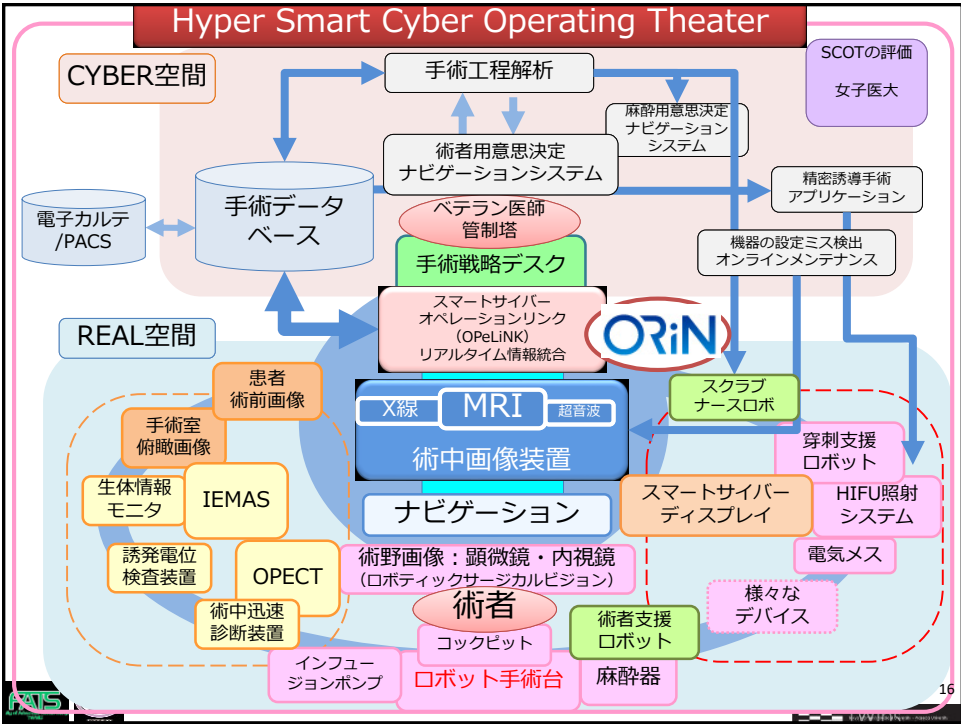 Hyper Smart Cyber Operating Theater
CYBER空間
手術工程解析
SCOTの評価
女子医大
麻酔用意思決定
ナビゲーション
システム
術者用意思決定
ナビゲーションシステム
精密誘導手術
アプリケーション
電子カルテ
/PACS
手術データ
ベース
ベテラン医師
管制塔
機器の設定ミス検出
オンラインメンテナンス
手術戦略デスク
スマートサイバー
オペレーションリンク
(OPeLiNK)
リアルタイム情報統合
ORiN
REAL空間
患者
術前画像
スクラブ
ナースロボ
X線
MRI
超音波
術中画像装置
手術室
俯瞰画像
穿刺支援
ロボット
生体情報
モニタ
IEMAS
スマートサイバー
ディスプレイ
HIFU照射
システム
ナビゲーション
誘発電位
検査装置
OPECT
術野画像:顕微鏡・内視鏡
(ロボティックサージカルビジョン)
電気メス
様々な
デバイス
術中迅速
診断装置
術者
術者支援
ロボット
コックピット
インフュー
ジョンポンプ
ロボット手術台
麻酔器
16
FATS